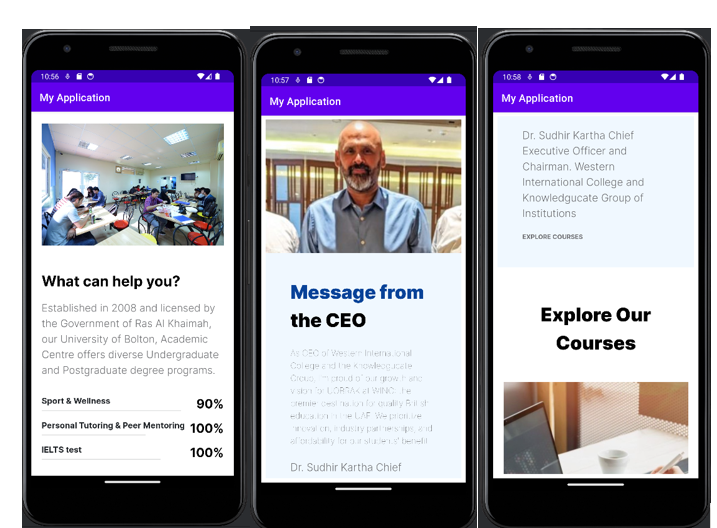 10:56
My Application
What can help you?
Established in 2008 and licensed by
the Government of Ras Al Khaimah,
our University of Bolton, Academic
Centre offers diverse Undergraduate
and Postgraduate degree programs.
Sport & Wellness 90%
Personal Tutoring & Peer Mentoring 100%
IELTS test 100%
10:57
My Application
Message from
the CEO
As CEO of Western International
College and the Knowledgucate
Group, I'm proud of our growth and
vision for UOBRAK at WINC: the
premier destination for quality British
education in the UAE. We prioritize
innovation, industry partnerships, and
affordability for our students' benefit.
Dr. Sudhir Kartha Chief
10:58
My Application
Dr. Sudhir Kartha Chief
Executive Officer and
Chairman. Western
International College and
Knowledgucate Group of
Institutions
EXPLORE COURSES
Explore Our
Courses